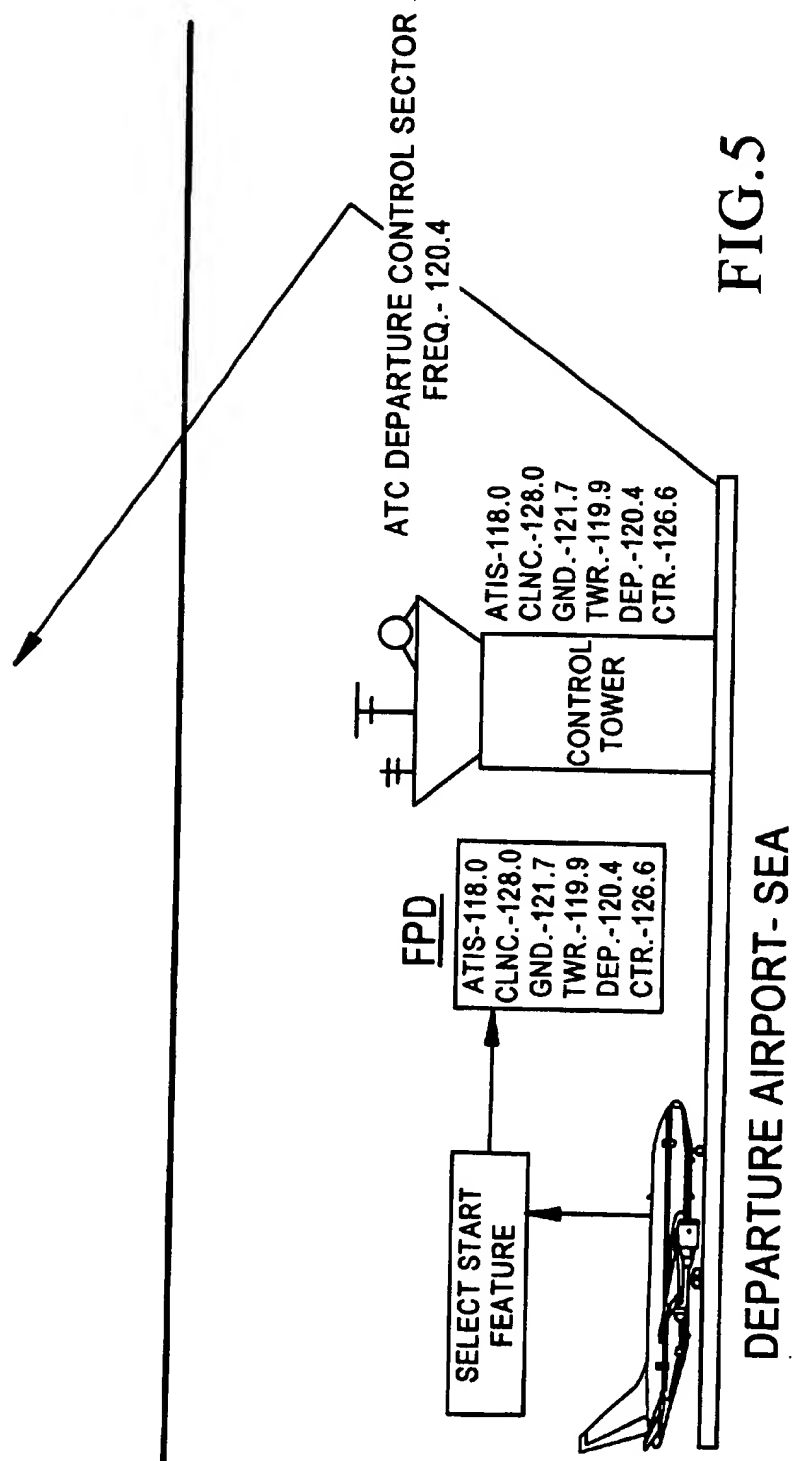 ATC DEPARTURE CONTROL SECTOR
FREQ.- 120.4
SELECT START
FEATURE
FPD
ATIS-118.0
CLNC.-128.0
GND.-121.7
TWR.-119.9
DEP.-120.4
CTR.-126.6
CONTROL
TOWER
ATIS-118.0
CLNC.-128.0
GND.-121.7
TWR.-119.9
DEP.-120.4
CTR.-126.6
DEPARTURE AIRPORT- SEA
FIG.5